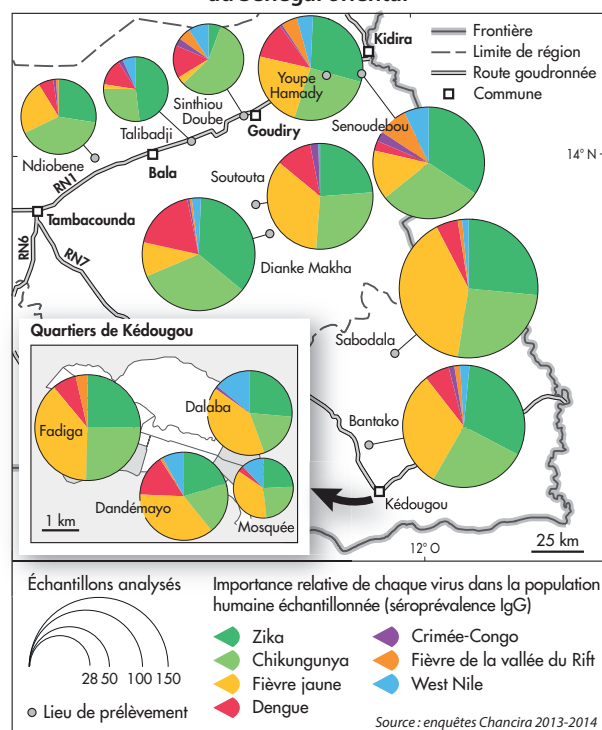 du Sénégal oriental
Frontière
Limite de région
Route goudronnée
Commune
Kidira
Youpe
Hamady
Sinthiou
Doube
Goudiry
Senoudebou
Talibadji
Ndiobene
Bala
14° N
RN1
Soutouta
Tambacounda
RN6
RN7
Dianke Makha
Sabodala
Quartiers de Kédougou
Fadiga
Dalaba
Bantako
Dandémayo
Mosquée
1 km
Kédougou
12° O
25 km
Échantillons analysés
28 50 100 150
Lieu de prélèvement
Importance relative de chaque virus dans la population
humaine échantillonnée (séroprévalence IgG)
Zika
Chikungunya
Fièvre jaune
Dengue
Crimée-Congo
Fièvre de la vallée du Rift
West Nile
Source : enquêtes Chancira 2013-2014